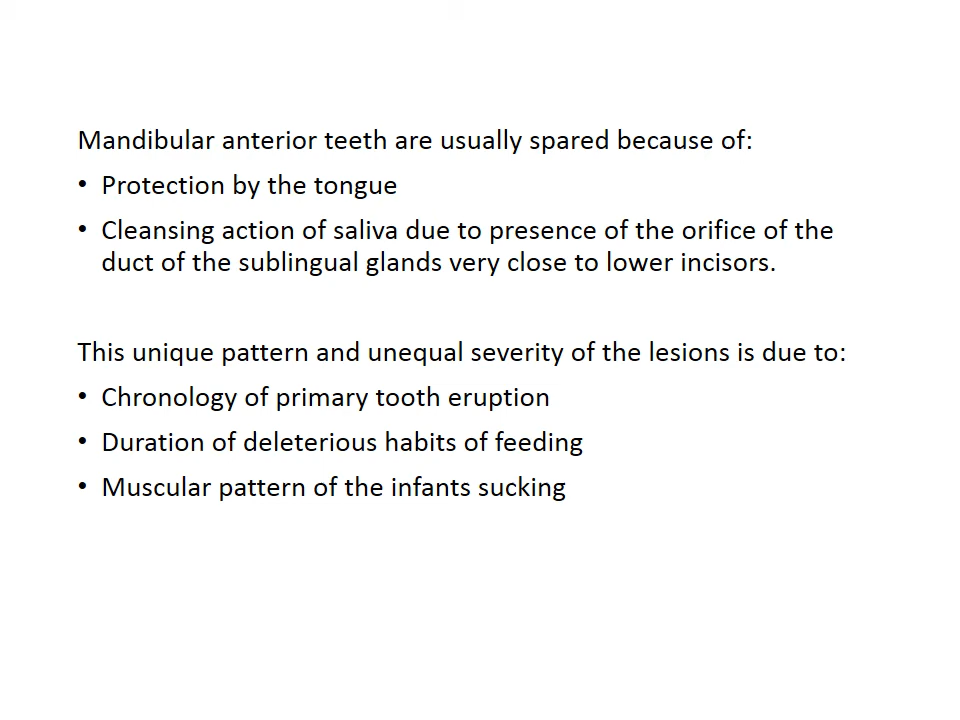 Mandibular anterior teeth are usually spared because of:
• Protection by the tongue
• Cleansing action of saliva due to presence of the orifice of the
duct of the sublingual glands very close to lower incisors.
This unique pattern and unequal severity of the lesions is due to:
• Chronology of primary tooth eruption
• Duration of deleterious habits of feeding
• Muscular pattern of the infants sucking